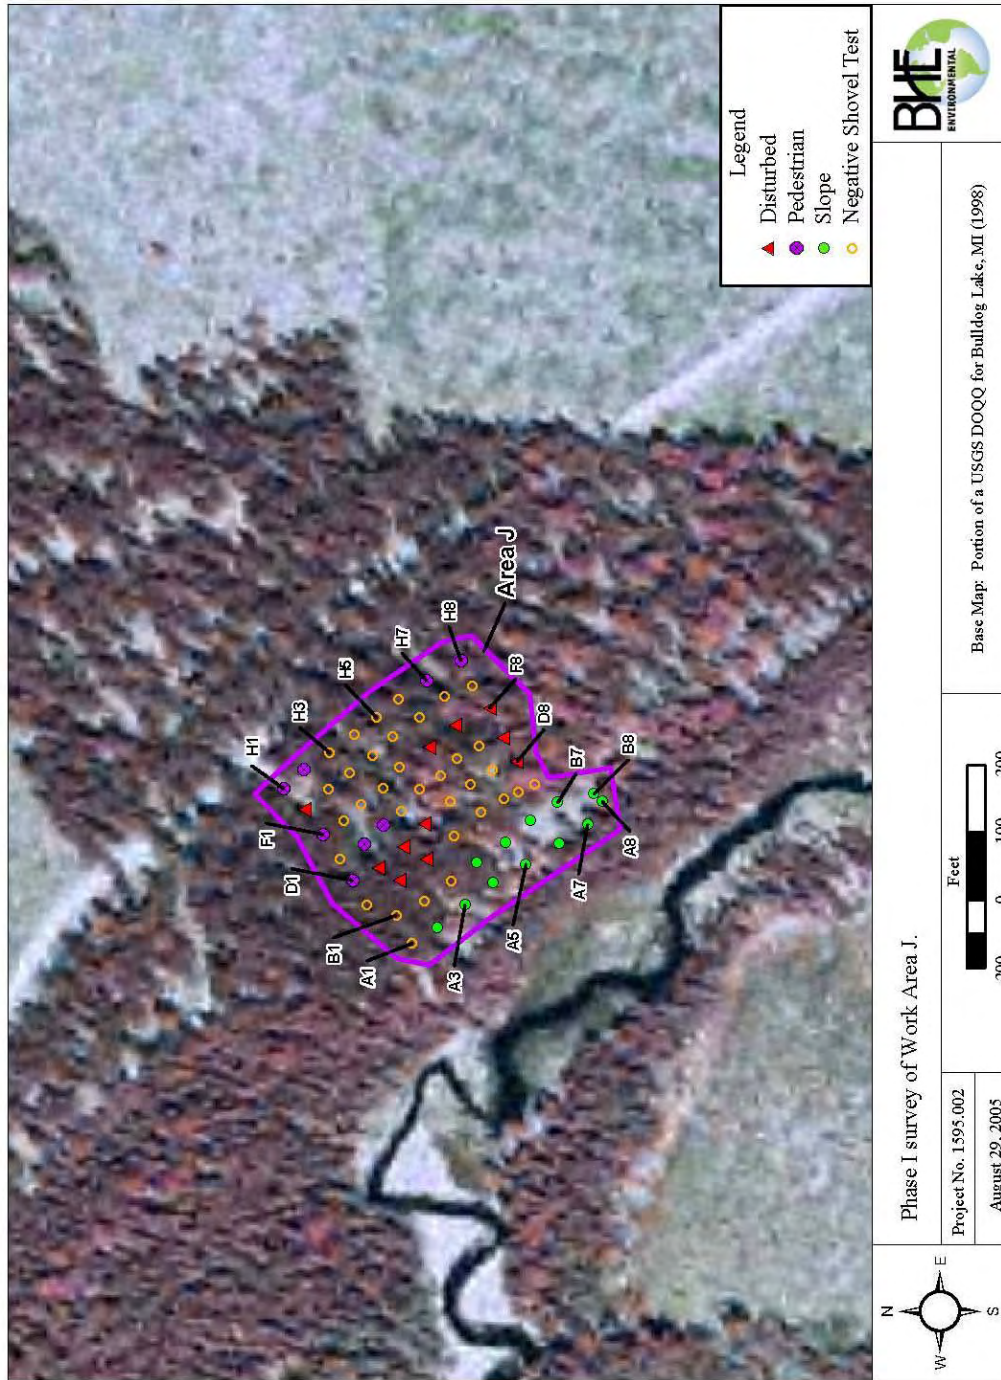 H1
H3
H5
H7
H8
Area J
F1
D1
B1
A1
A3
A5
A7
A8
B7
B8
D8
F8
Legend
Disturbed
Pedestrian
Slope
Negative Shovel Test
N
W
E
S
Phase I survey of Work Area J.
Project No. 1595.002
August 29, 2005
Feet
200
0
100
200
Base Map: Portion of a USGS DOQQ for Bulldog Lake, MI (1998)
BHE
ENVIRONMENTAL